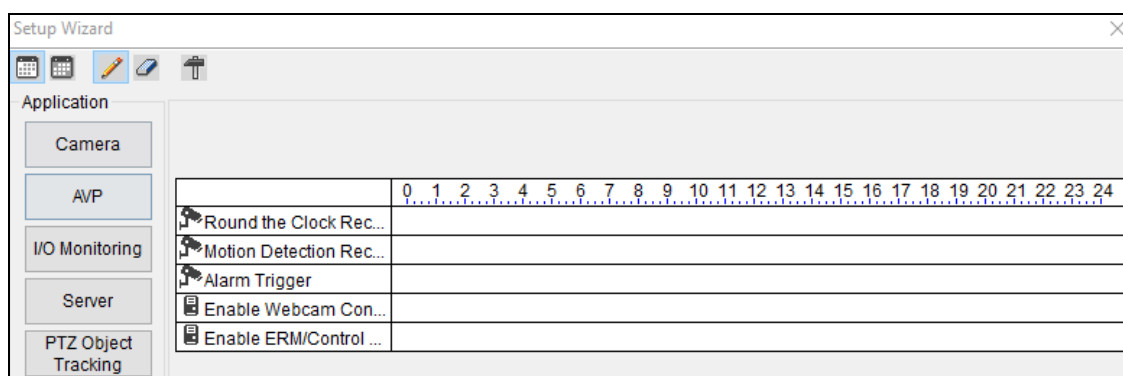 Setup Wizard
Application
Camera
AVP
I/O Monitoring
Server
PTZ Object
Tracking
0 1 2 3 4 5 6 7 8 9 10 11 12 13 14 15 16 17 18 19 20 21 22 23 24
Round the Clock Rec...
Motion Detection Rec...
Alarm Trigger
Enable Webcam Con...
Enable ERM/Control ...